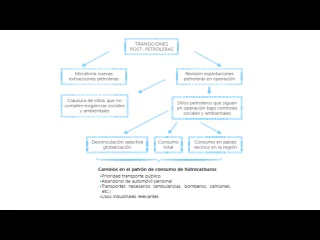 TRANSICIONES
POST- PETROLERAS
Moratoria nuevas
extracciones petroleras
Revisión explotaciones
petroleras en operación
Clausura de sitios que no
cumplen exigencias sociales
y ambientales
Sitios petroleros que siguen
en operación bajo controles
sociales y ambientales
Desvinculación selectiva
globalización
Consumo
total
Consumo en países
vecinos en la región
Cambios en el patrón de consumo de hidrocarburos
•Prioridad transporte público
•Abandono de automóvil personal
•Transportes necesarios (ambulancias, bomberos, camiones,
etc.)
•Usos industriales relevantes